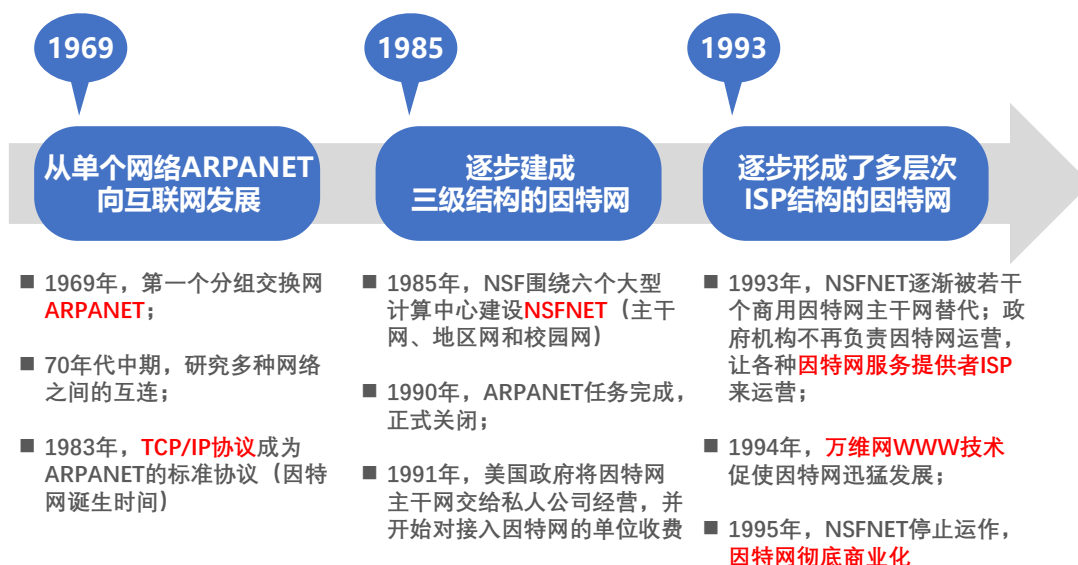 1969
1985
1993
从单个网络ARPANET
向互联网发展
逐步建成
三级结构的因特网
逐步形成了多层次
ISP结构的因特网
■ 1969年，第一个分组交换网
ARPANET；
■ 70年代中期，研究多种网络
之间的互连；
■ 1983年，TCP/IP协议成为
ARPANET的标准协议（因特
网诞生时间）
■ 1985年，NSF围绕六个大型
计算中心建设NSFNET（主干
网、地区网和校园网）
■ 1990年，ARPANET任务完成，
正式关闭；
■ 1991年，美国政府将因特网
主干网交给私人公司经营，并
开始对接入因特网的单位收费
■ 1993年，NSFNET逐渐被若干
个商用因特网主干网替代；政
府机构不再负责因特网运营，
让各种因特网服务提供者ISP
来运营；
■ 1994年，万维网WWW技术
促使因特网迅猛发展；
■ 1995年，NSFNET停止运作，
因特网彻底商业化